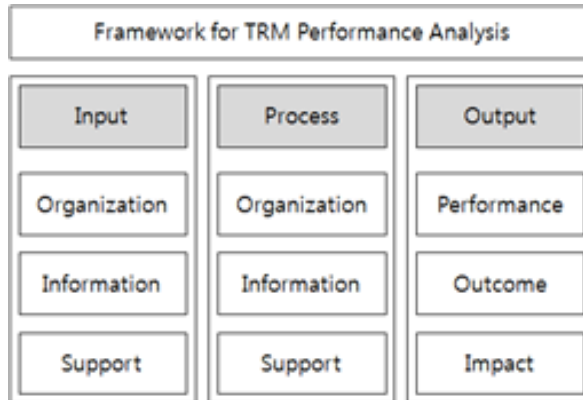 Framework for TRM Performance Analysis
Input
Process
Output
Organization
Organization
Performance
Information
Information
Outcome
Support
Support
Impact